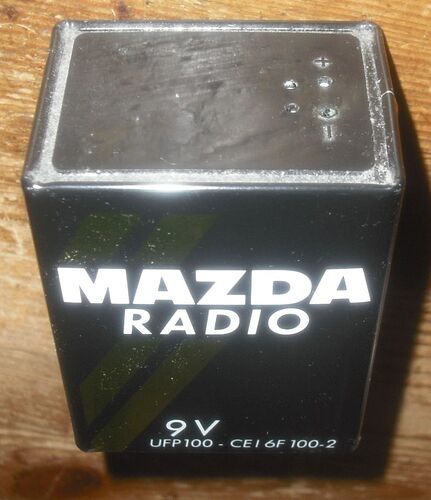 +
−
MAZDA
RADIO
9V
UFP100 - CEI 6F 100-2